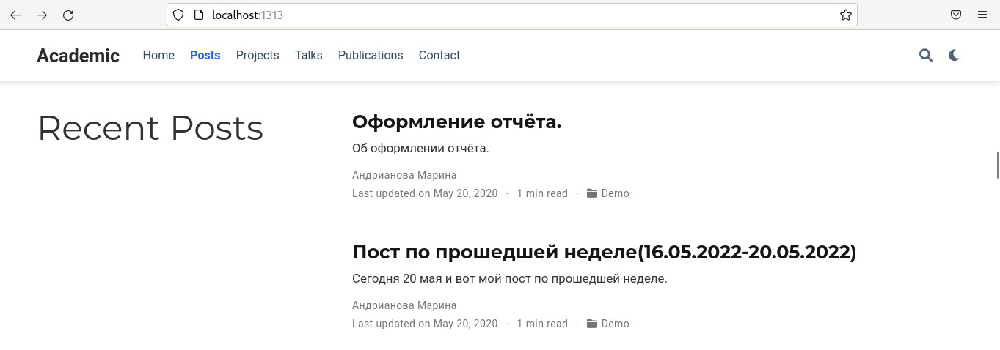 localhost:1313
Academic Home Posts Projects Talks Publications Contact
Recent Posts
Оформление отчёта.
Об оформлении отчёта.
Андрианова Марина
Last updated on May 20, 2020 · 1 min read · Demo
Пост по прошедшей неделе(16.05.2022-20.05.2022)
Сегодня 20 мая и вот мой пост по прошедшей неделе.
Андрианова Марина
Last updated on May 20, 2020 · 1 min read · Demo